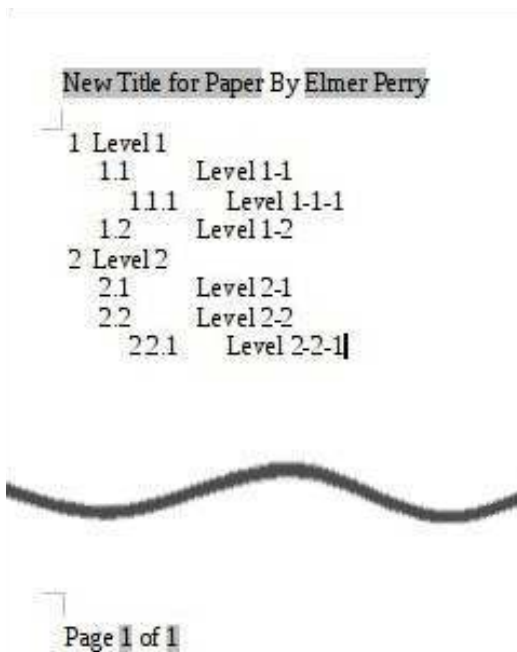 New Title for Paper By Elmer Perry
1 Level 1
1.1 Level 1-1
1.1.1 Level 1-1-1
1.2 Level 1-2
2 Level 2
2.1 Level 2-1
2.2 Level 2-2
2.2.1 Level 2-2-1
Page 1 of 1